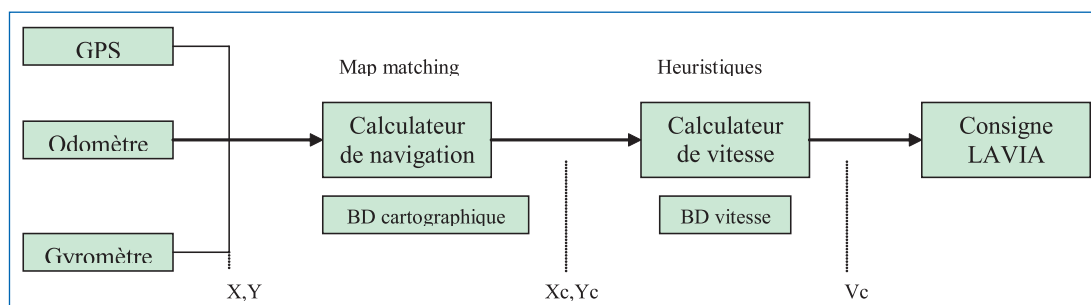 GPS
Map matching
Heuristiques
Odomètre
Calculateur
de navigation
Calculateur
de vitesse
Consigne
LAVIA
BD cartographique
BD vitesse
Gyromètre
X,Y
Xc,Yc
Vc